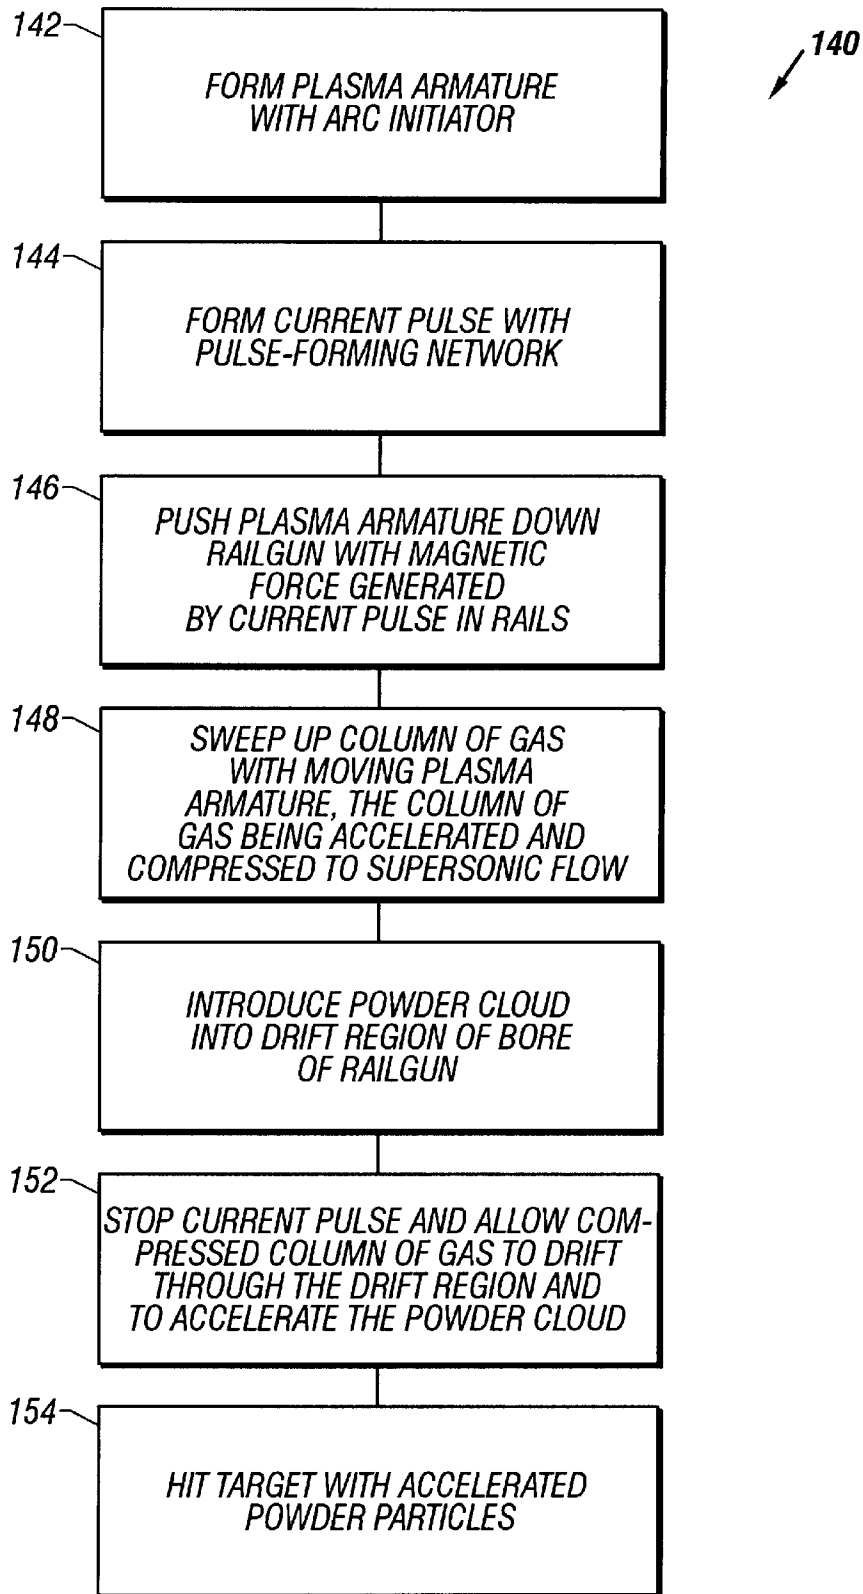 142
140
FORM PLASMA ARMATURE
WITH ARC INITIATOR
144
FORM CURRENT PULSE WITH
PULSE-FORMING NETWORK
146
PUSH PLASMA ARMATURE DOWN
RAILGUN WITH MAGNETIC
FORCE GENERATED
BY CURRENT PULSE IN RAILS
148
SWEEP UP COLUMN OF GAS
WITH MOVING PLASMA
ARMATURE, THE COLUMN OF
GAS BEING ACCELERATED AND
COMPRESSED TO SUPERSONIC FLOW
150
INTRODUCE POWDER CLOUD
INTO DRIFT REGION OF BORE
OF RAILGUN
152
STOP CURRENT PULSE AND ALLOW COM-
PRESSED COLUMN OF GAS TO DRIFT
THROUGH THE DRIFT REGION AND
TO ACCELERATE THE POWDER CLOUD
154
HIT TARGET WITH ACCELERATED
POWDER PARTICLES